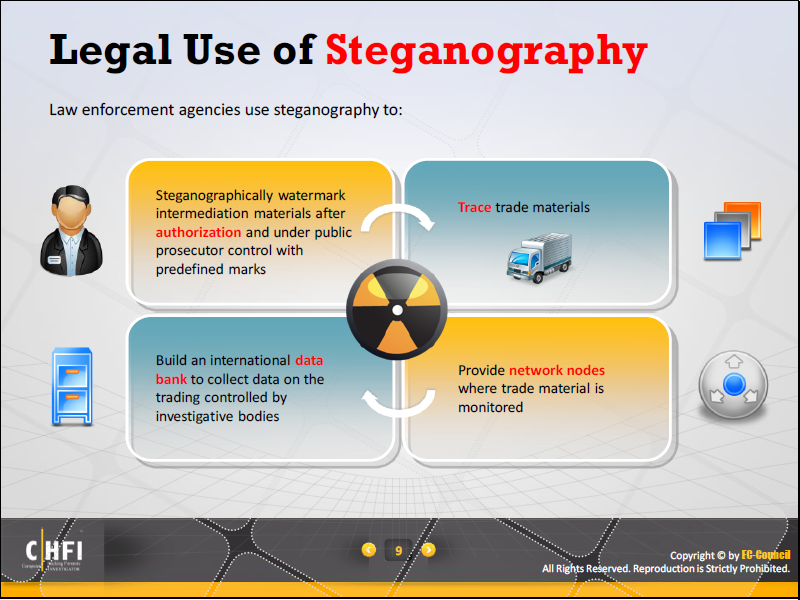 Legal Use of Steganography
Law enforcement agencies use steganography to:
Steganographically watermark
intermediation materials after
authorization and under public
prosecutor control with
predefined marks
Trace trade materials
Build an international data
bank to collect data on the
trading controlled by
investigative bodies
Provide network nodes
where trade material is
monitored
CHFI
INVESTIGATOR
9
Copyright © by EC-Council
All Rights Reserved. Reproduction is Strictly Prohibited.